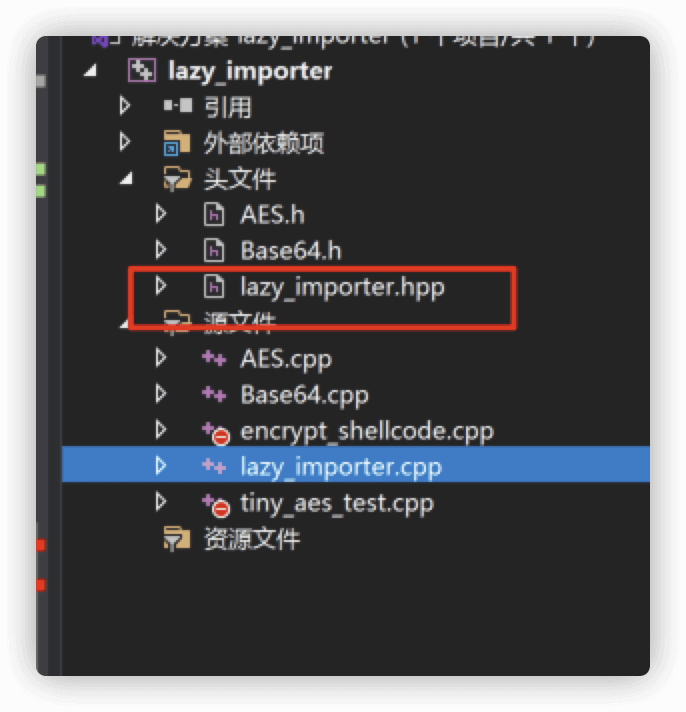 解决方案 lazy_importer (1 个项目/共 1 个)
lazy_importer
引用
外部依赖项
头文件
AES.h
Base64.h
lazy_importer.hpp
源文件
AES.cpp
Base64.cpp
encrypt_shellcode.cpp
lazy_importer.cpp
tiny_aes_test.cpp
资源文件